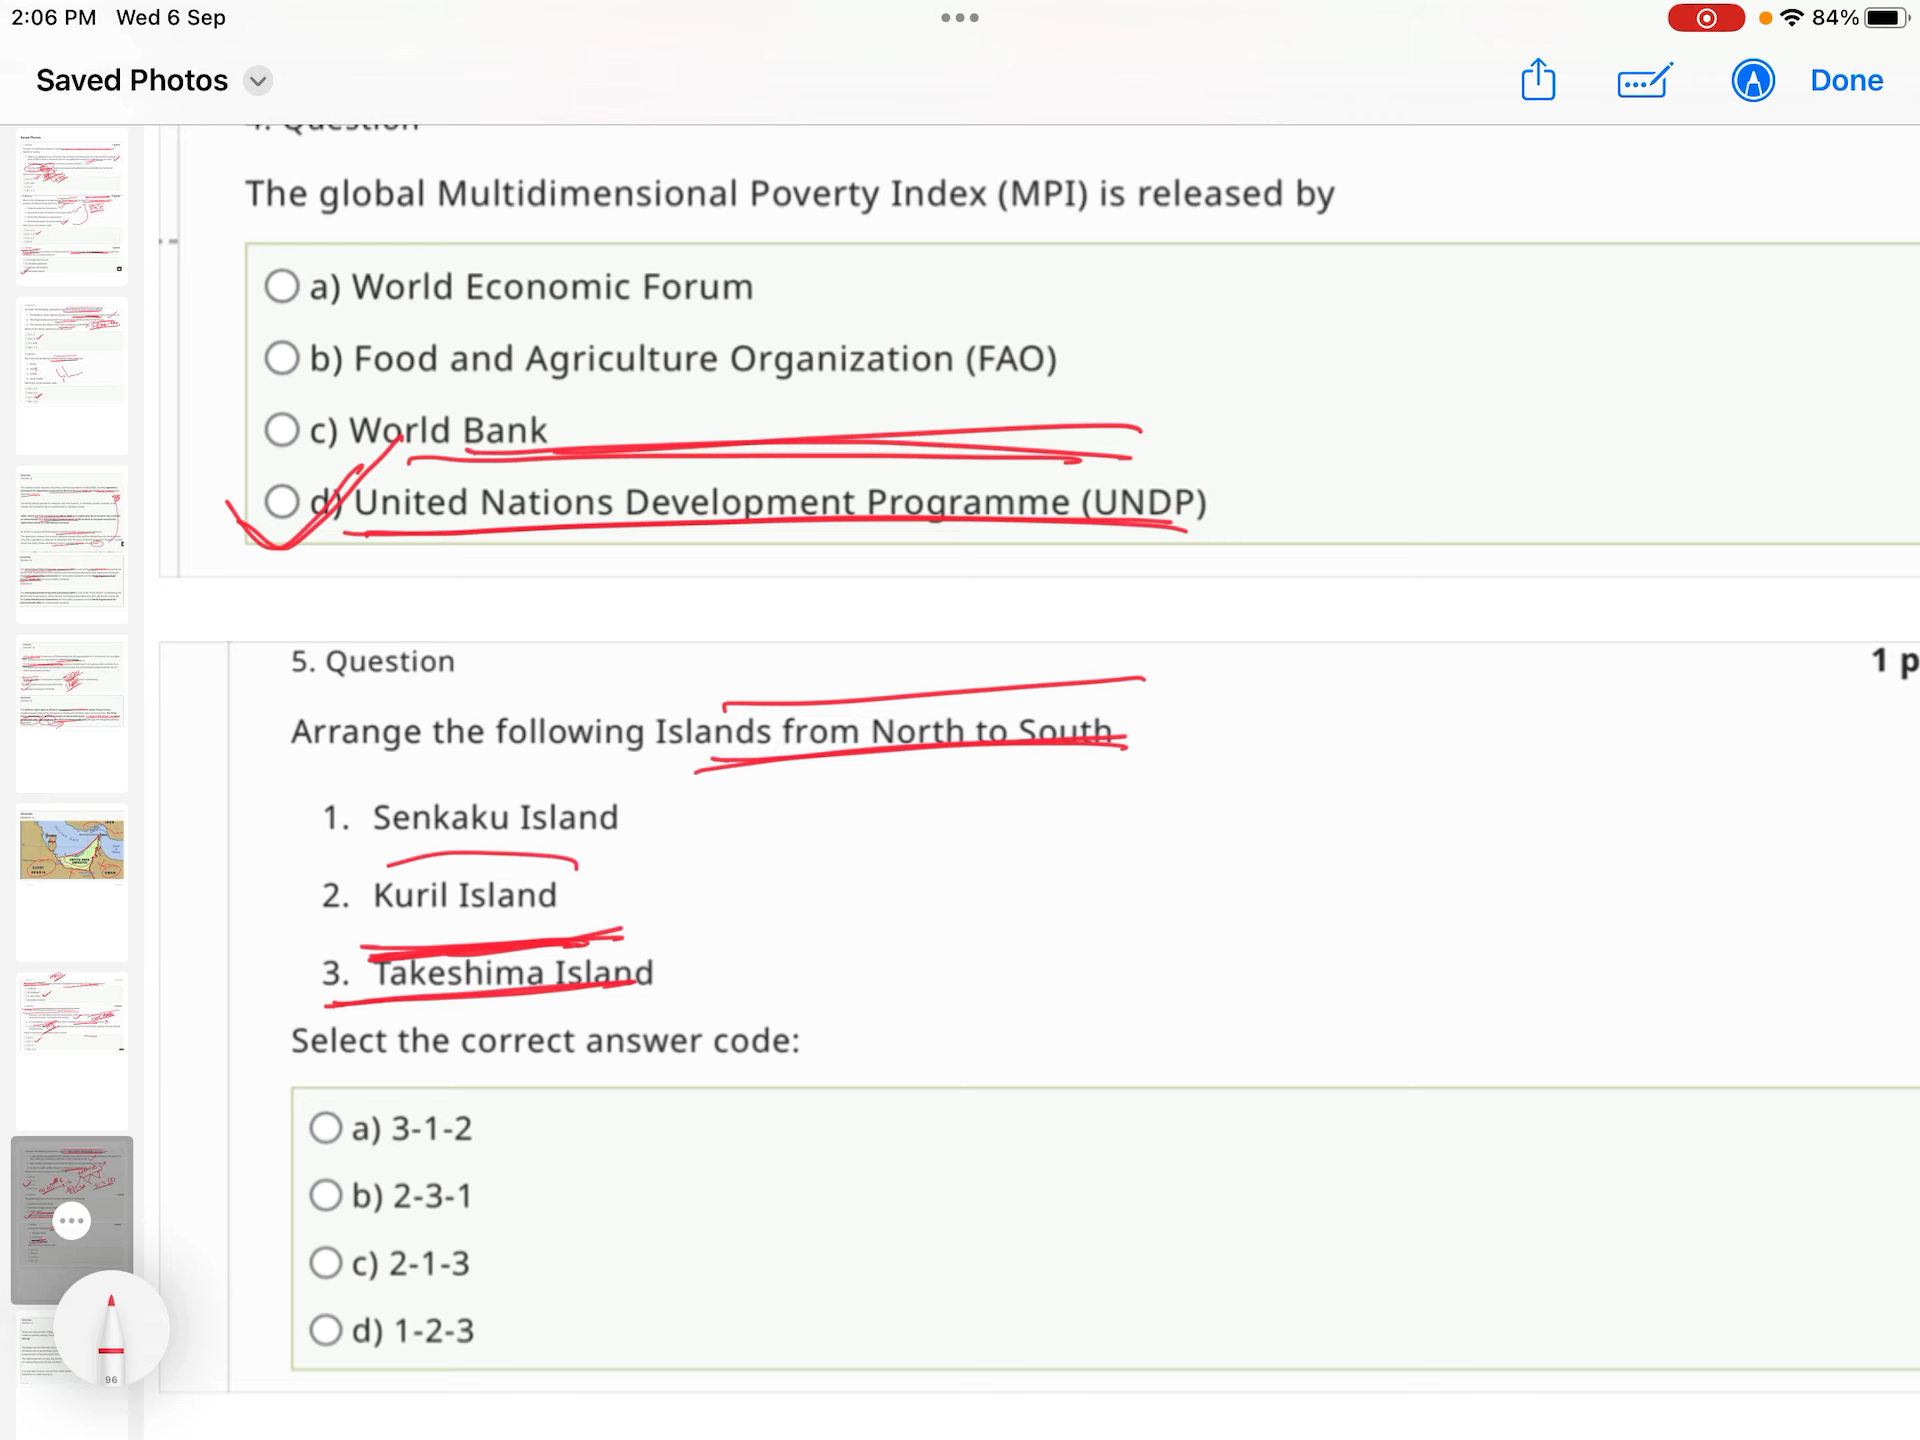 2:06 PM Wed 6 Sep
84%
Saved Photos
Done
4. Question
The global Multidimensional Poverty Index (MPI) is released by
a) World Economic Forum
b) Food and Agriculture Organization (FAO)
c) World Bank
d) United Nations Development Programme (UNDP)
5. Question
1 p
Arrange the following Islands from North to South
1. Senkaku Island
2. Kuril Island
3. Takeshima Island
Select the correct answer code:
a) 3-1-2
b) 2-3-1
c) 2-1-3
d) 1-2-3
96